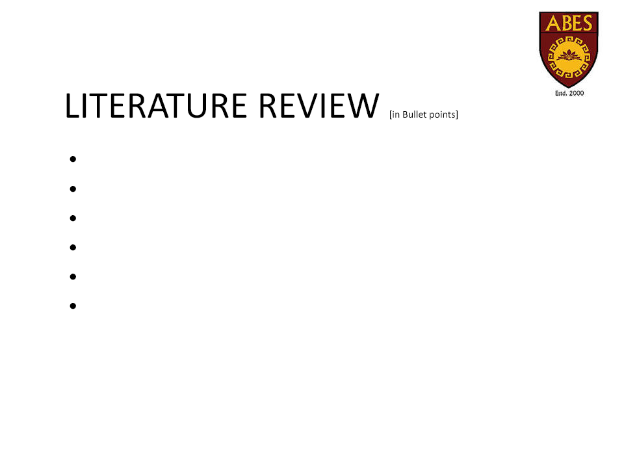 ABES
Estd. 2000
LITERATURE REVIEW [in Bullet points]
•
•
•
•
•
•